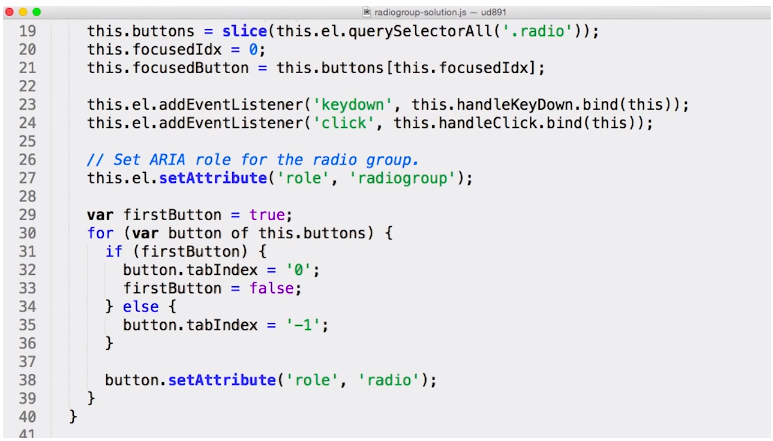 radiogroup-solution.js — ud891
19 this.buttons = slice(this.el.querySelectorAll('.radio'));
20 this.focusedIdx = 0;
21 this.focusedButton = this.buttons[this.focusedIdx];
22
23 this.el.addEventListener('keydown', this.handleKeyDown.bind(this));
24 this.el.addEventListener('click', this.handleClick.bind(this));
25
26 // Set ARIA role for the radio group.
27 this.el.setAttribute('role', 'radiogroup');
28
29 var firstButton = true;
30 for (var button of this.buttons) {
31 if (firstButton) {
32 button.tabIndex = '0';
33 firstButton = false;
34 } else {
35 button.tabIndex = '-1';
36 }
37
38 button.setAttribute('role', 'radio');
39 }
40 }
41